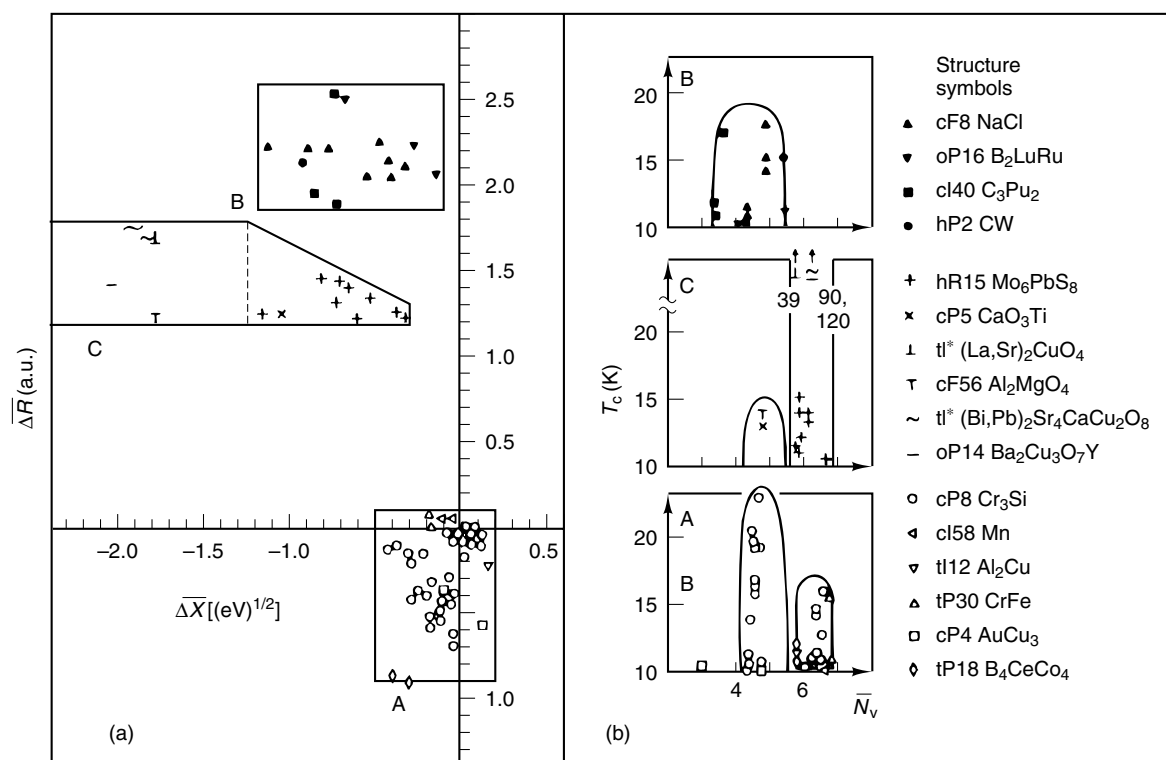 2.5
2.0
1.5
1.0
0.5
1.0
ΔR (a.u.)
B
C
−2.0
−1.5
−1.0
0.5
ΔX [(eV)1/2]
A
(a)
B
20
15
10
C
39
90,
120
20
15
10
Tc (K)
A
B
20
15
10
4
6
Nv
(b)
Structure
symbols
cF8 NaCl
oP16 B2LuRu
cI40 C3Pu2
hP2 CW
hR15 Mo6PbS8
cP5 CaO3Ti
tI* (La,Sr)2CuO4
cF56 Al2MgO4
tI* (Bi,Pb)2Sr4CaCu2O8
oP14 Ba2Cu3O7Y
cP8 Cr3Si
cI58 Mn
tI12 Al2Cu
tP30 CrFe
cP4 AuCu3
tP18 B4CeCo4